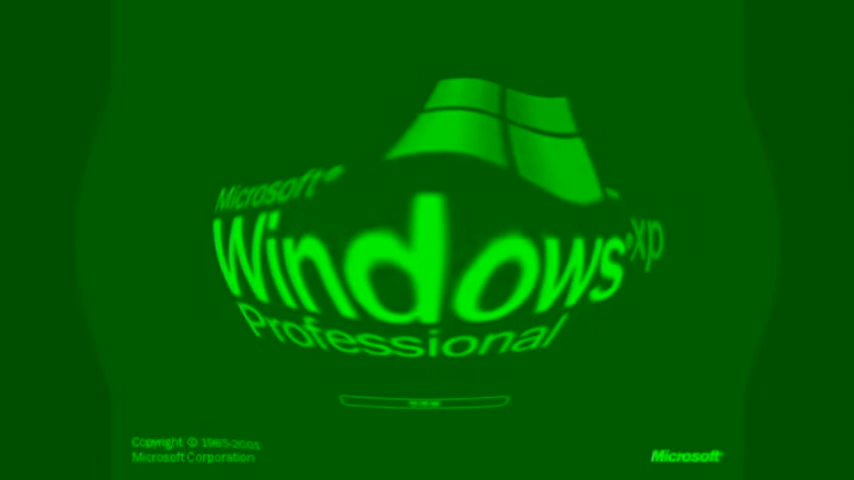 Microsoft®
Windows® xp
Professional
Copyright © 1985-2001
Microsoft Corporation
Microsoft®